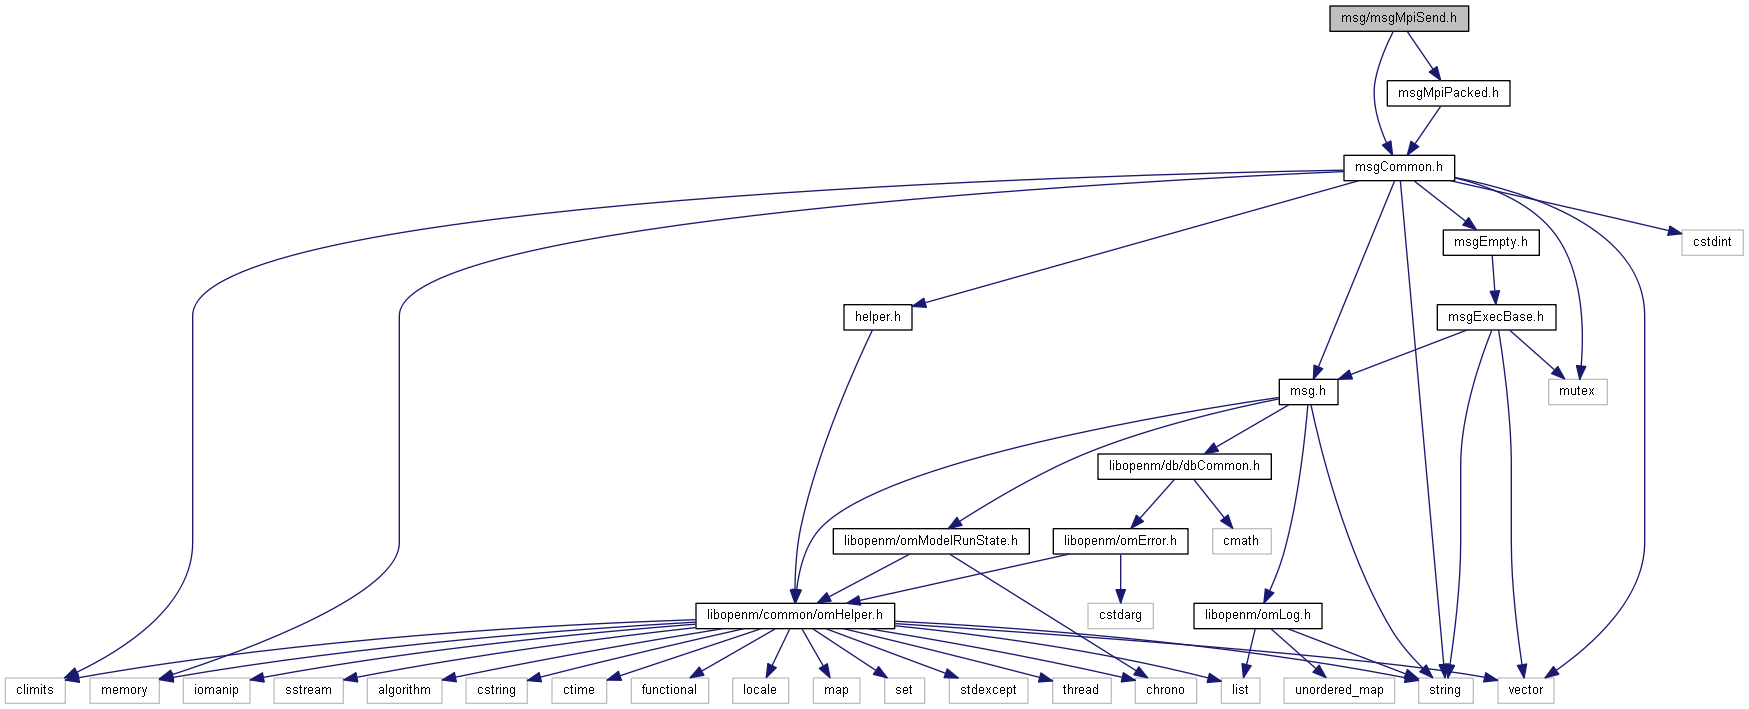 msg/msgMpiSend.h
msgMpiPacked.h
msgCommon.h
msgEmpty.h
cstdint
helper.h
msgExecBase.h
msg.h
mutex
libopenm/db/dbCommon.h
libopenm/omModelRunState.h
libopenm/omError.h
cmath
libopenm/common/omHelper.h
cstdarg
libopenm/omLog.h
climits
memory
iomanip
sstream
algorithm
cstring
ctime
functional
locale
map
set
stdexcept
thread
chrono
list
unordered_map
string
vector